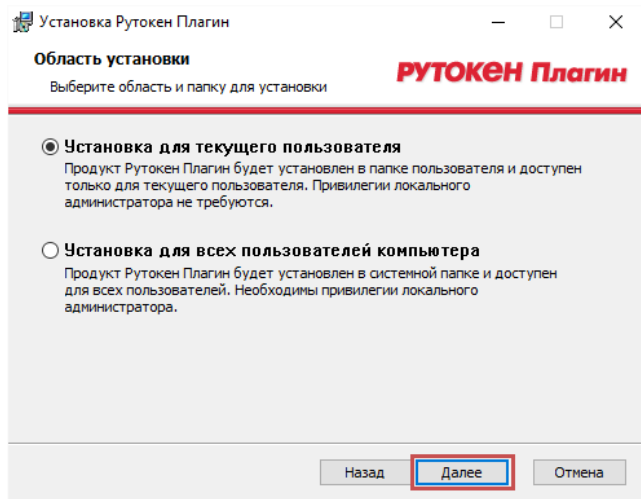 Установка Рутокен Плагин
Область установки
Выберите область и папку для установки
РУТОКЕН Плагин
Установка для текущего пользователя
Продукт Рутокен Плагин будет установлен в папке пользователя и доступен
только для текущего пользователя. Привилегии локального
администратора не требуются.
Установка для всех пользователей компьютера
Продукт Рутокен Плагин будет установлен в системной папке и доступен
для всех пользователей. Необходимы привилегии локального
администратора.
Назад Далее Отмена